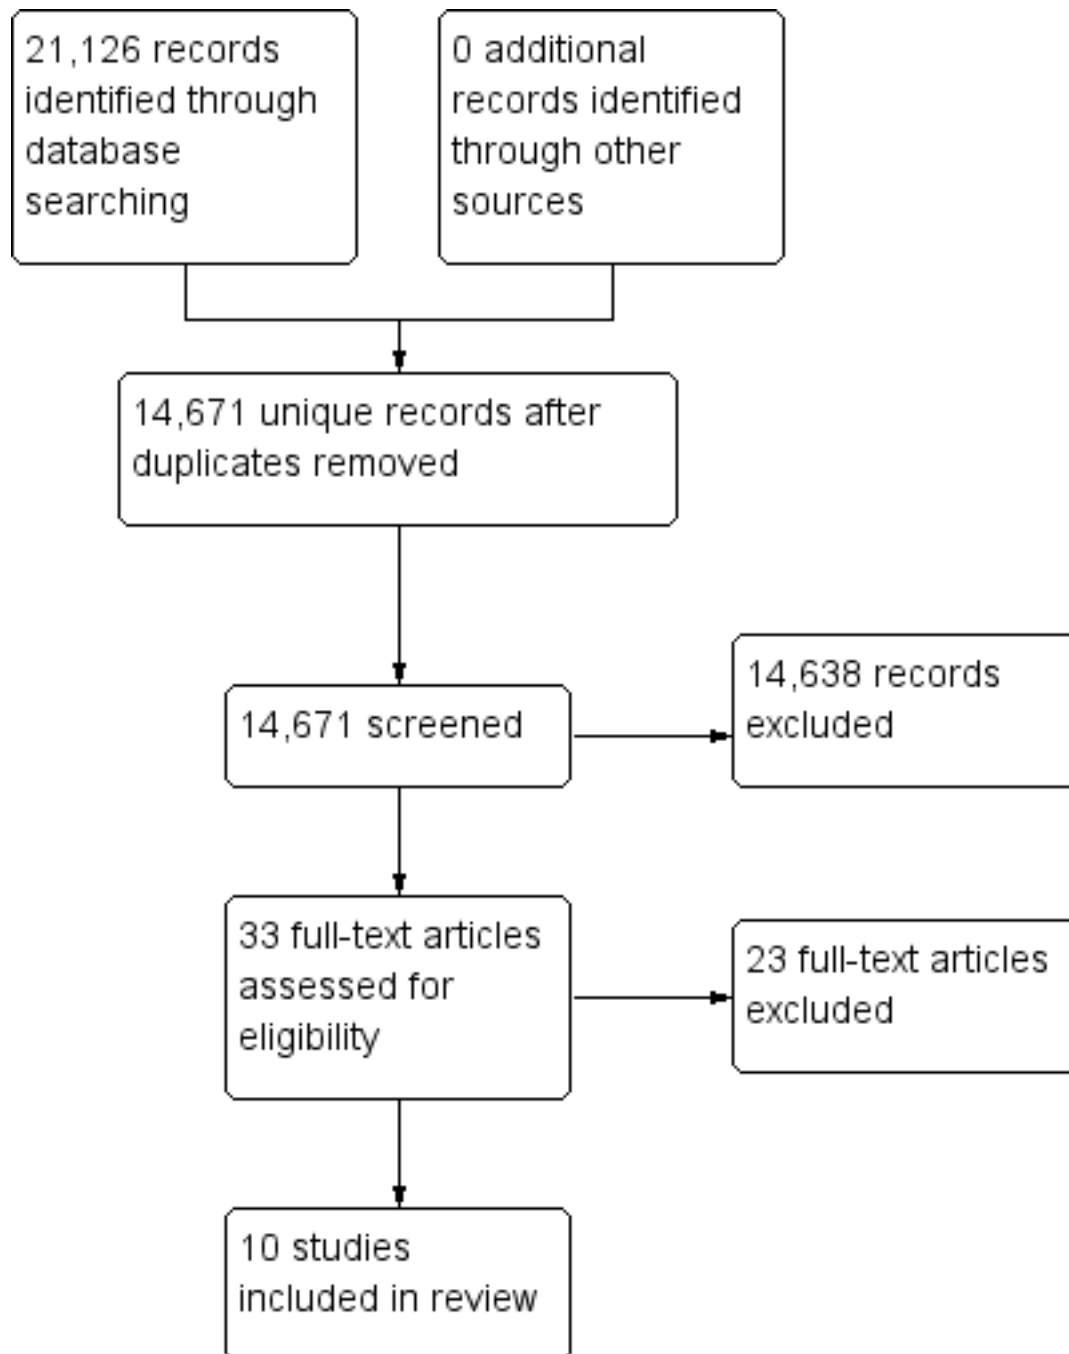 21,126 records
identified through
database
searching
0 additional
records identified
through other
sources
14,671 unique records after
duplicates removed
14,671 screened
14,638 records
excluded
33 full-text articles
assessed for
eligibility
23 full-text articles
excluded
10 studies
included in review